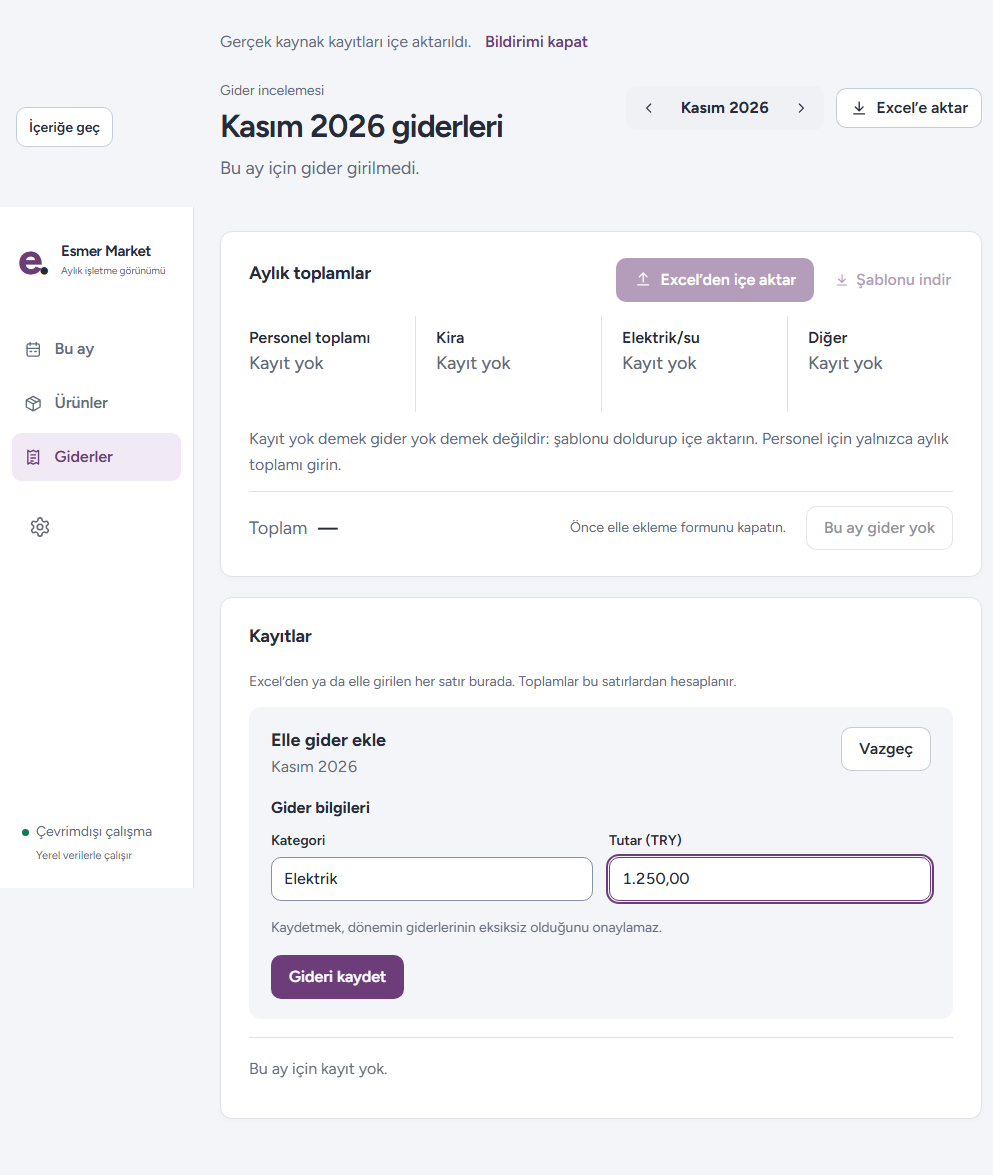 Gerçek kaynak kayıtları içe aktarıldı. Bildirimi kapat
İçeriğe geç
Gider incelemesi
Kasım 2026 giderleri
Bu ay için gider girilmedi.
Kasım 2026
Excel’e aktar
e.
Esmer Market
Aylık işletme görünümü
Bu ay
Ürünler
Giderler
Çevrimdışı çalışma
Yerel verilerle çalışır
Aylık toplamlar
Excel’den içe aktar
Şablonu indir
Personel toplamı
Kayıt yok
Kira
Kayıt yok
Elektrik/su
Kayıt yok
Diğer
Kayıt yok
Kayıt yok demek gider yok demek değildir: şablonu doldurup içe aktarın. Personel için yalnızca aylık
toplamı girin.
Toplam —
Önce elle ekleme formunu kapatın.
Bu ay gider yok
Kayıtlar
Excel’den ya da elle girilen her satır burada. Toplamlar bu satırlardan hesaplanır.
Elle gider ekle
Kasım 2026
Vazgeç
Gider bilgileri
Kategori
Elektrik
Tutar (TRY)
1.250,00
Kaydetmek, dönemin giderlerinin eksiksiz olduğunu onaylamaz.
Gideri kaydet
Bu ay için kayıt yok.